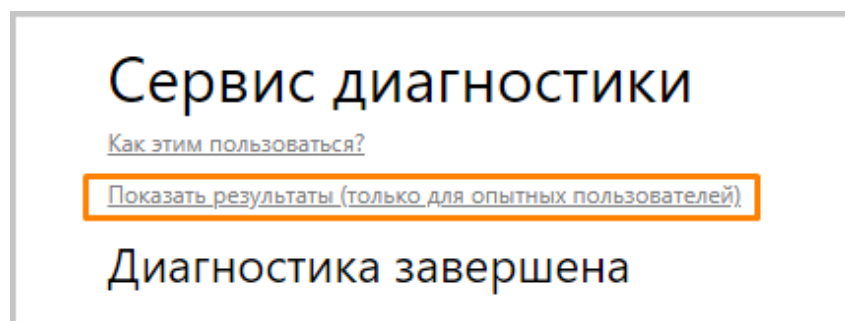 Сервис диагностики
Как этим пользоваться?
Показать результаты (только для опытных пользователей)
Диагностика завершена